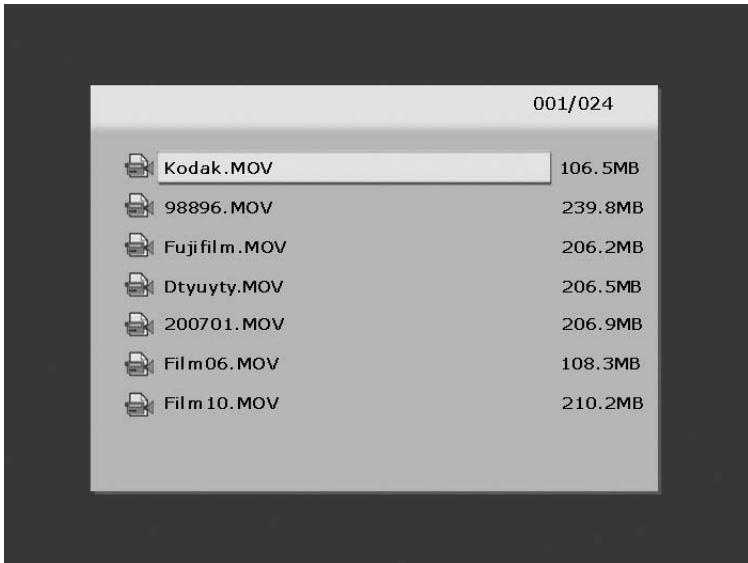 001/024
Kodak.MOV 106.5MB
98896.MOV 239.8MB
Fujifilm.MOV 206.2MB
Dtyuyty.MOV 206.5MB
200701.MOV 206.9MB
Film06.MOV 108.3MB
Film10.MOV 210.2MB